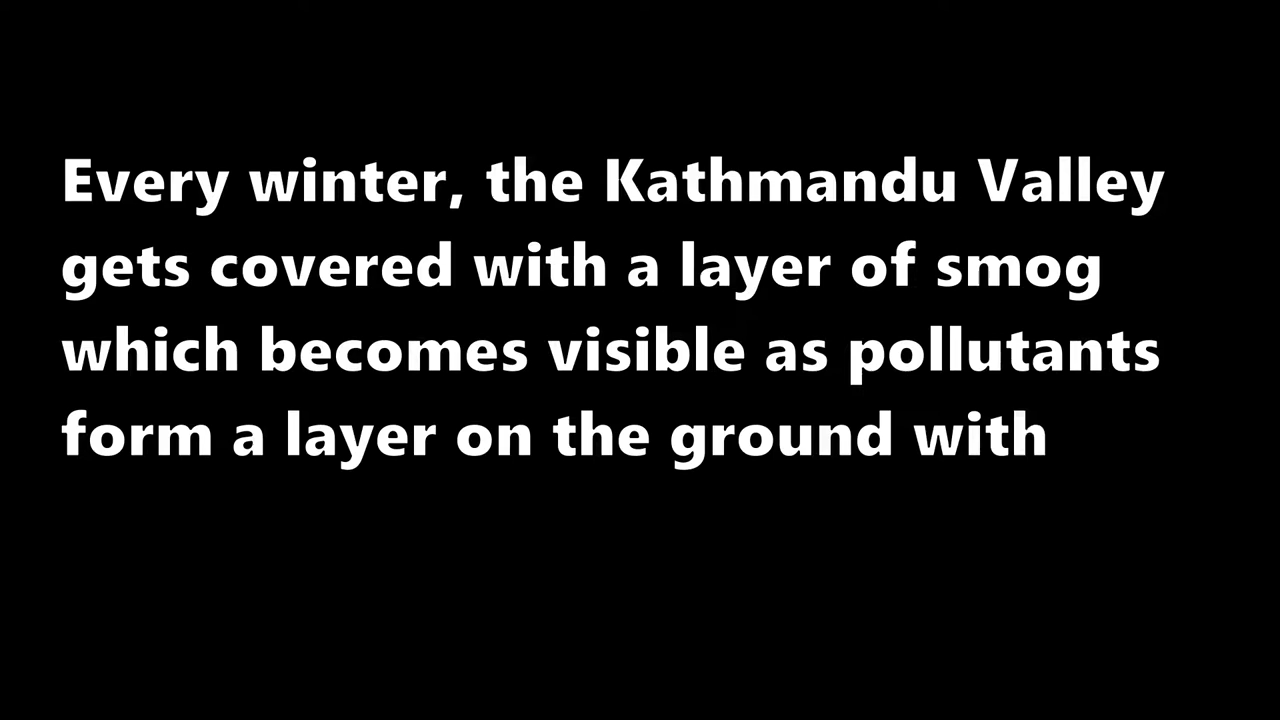 Every winter, the Kathmandu Valley
gets covered with a layer of smog
which becomes visible as pollutants
form a layer on the ground with